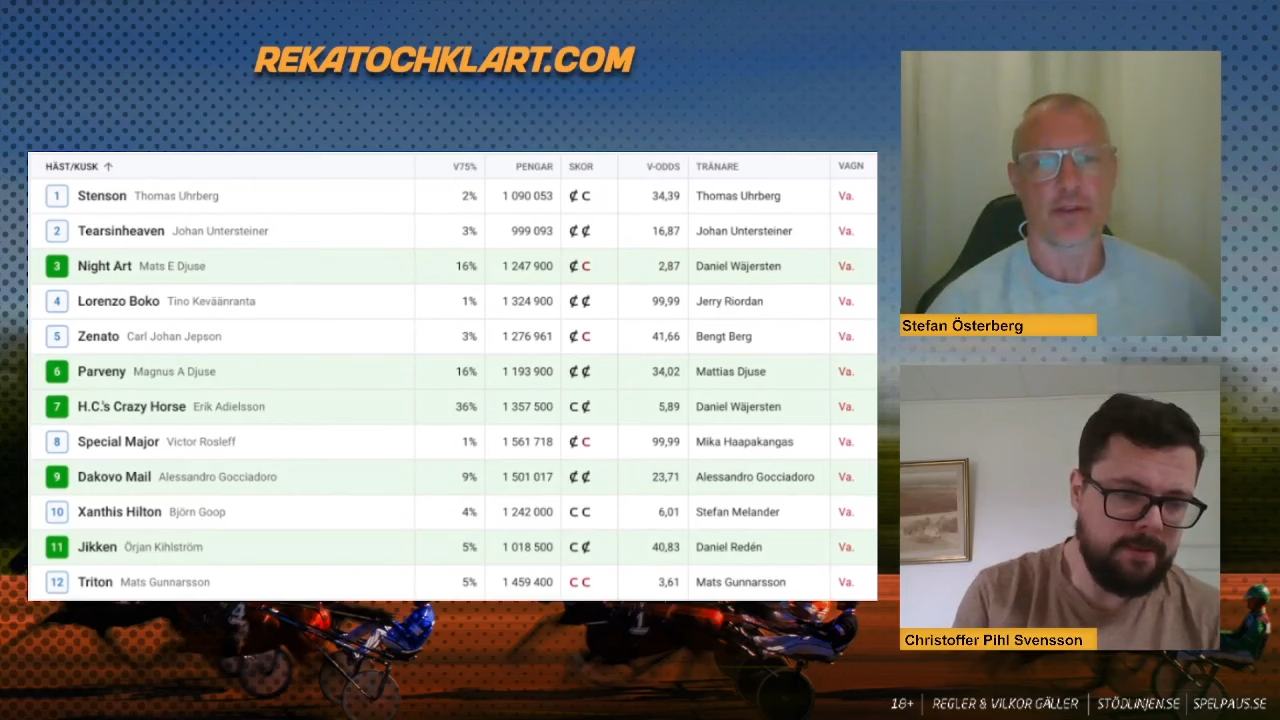 REKATOCHKLART.COM
HÄST/KUSK ↑ V75% PENGAR SKOR V-ODDS TRÄNARE VAGN
1 Stenson Thomas Uhrberg 2% 1 090 053 ₵ C 34,39 Thomas Uhrberg Va.
2 Tearsinheaven Johan Untersteiner 3% 999 093 ₵ ₵ 16,87 Johan Untersteiner Va.
3 Night Art Mats E Djuse 16% 1 247 900 ₵ C 2,87 Daniel Wäjersten Va.
4 Lorenzo Boko Tino Keväänranta 1% 1 324 900 ₵ ₵ 99,99 Jerry Riordan Va.
5 Zenato Carl Johan Jepson 3% 1 276 961 ₵ C 41,66 Bengt Berg Va.
6 Parveny Magnus A Djuse 16% 1 193 900 ₵ ₵ 34,02 Mattias Djuse Va.
7 H.C.'s Crazy Horse Erik Adielsson 36% 1 357 500 C ₵ 5,89 Daniel Wäjersten Va.
8 Special Major Victor Rosleff 1% 1 561 718 ₵ C 99,99 Mika Haapakangas Va.
9 Dakovo Mail Alessandro Gocciadoro 9% 1 501 017 ₵ ₵ 23,71 Alessandro Gocciadoro Va.
10 Xanthis Hilton Björn Goop 4% 1 242 000 C C 6,01 Stefan Melander Va.
11 Jikken Örjan Kihlström 5% 1 018 500 C ₵ 40,83 Daniel Redén Va.
12 Triton Mats Gunnarsson 5% 1 459 400 C C 3,61 Mats Gunnarsson Va.
Stefan Österberg
Christoffer Pihl Svensson
4
1
18+ | REGLER & VILKOR GÄLLER | STÖDLINJEN.SE | SPELPAUS.SE